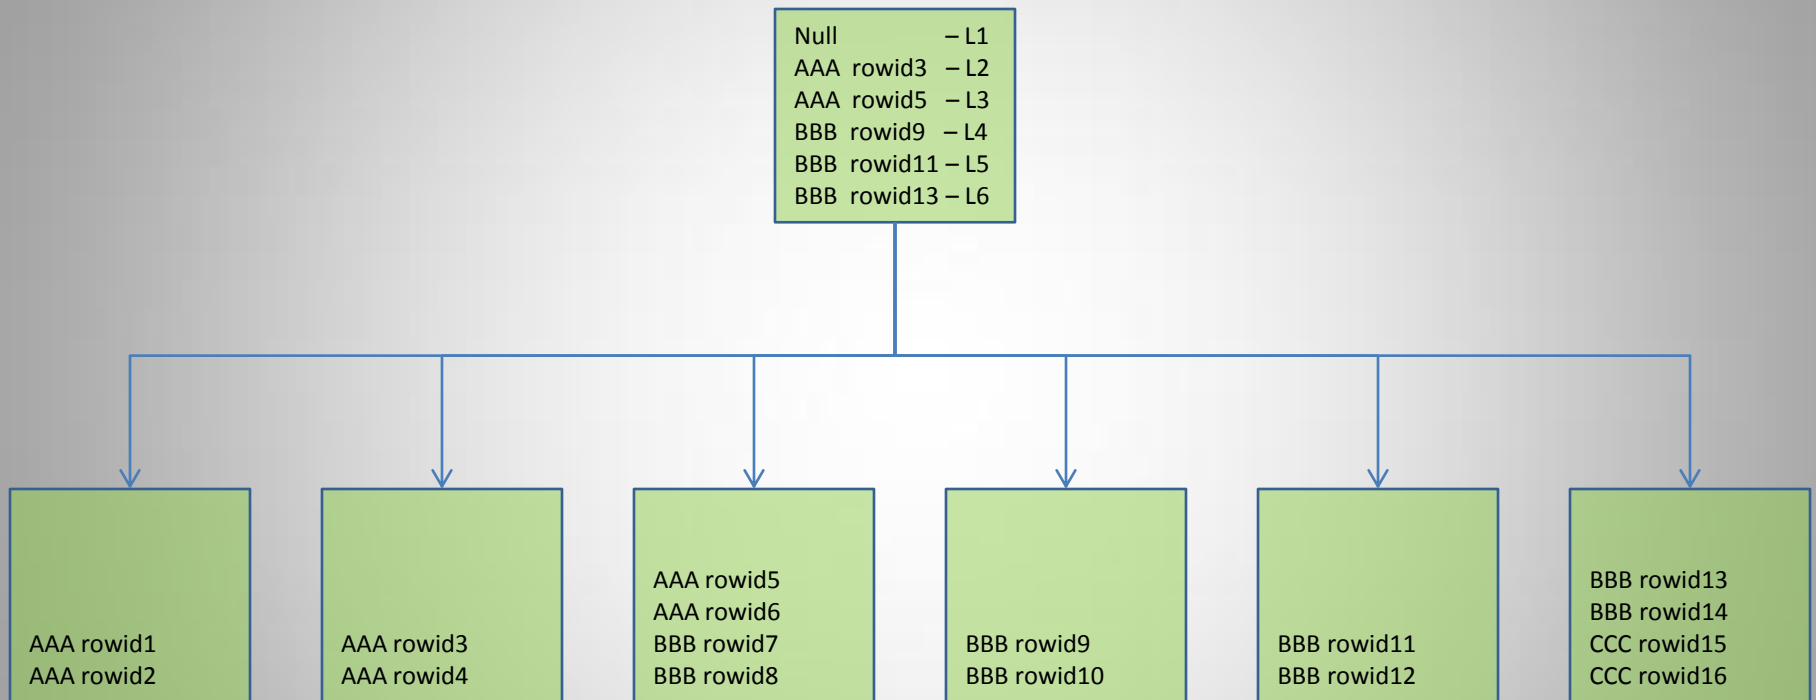 Null – L1
AAA rowid3 – L2
AAA rowid5 – L3
BBB rowid9 – L4
BBB rowid11 – L5
BBB rowid13 – L6
AAA rowid1
AAA rowid2
AAA rowid3
AAA rowid4
AAA rowid5
AAA rowid6
BBB rowid7
BBB rowid8
BBB rowid9
BBB rowid10
BBB rowid11
BBB rowid12
BBB rowid13
BBB rowid14
CCC rowid15
CCC rowid16